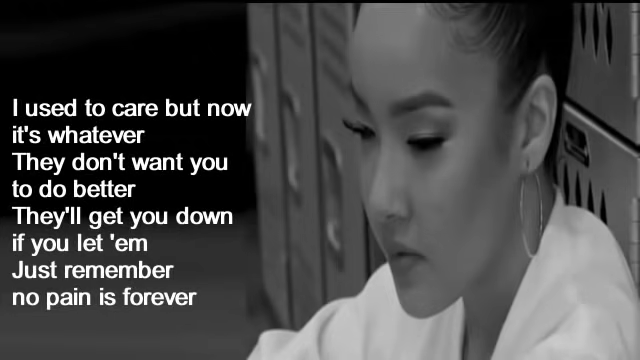 I used to care but now
it's whatever
They don't want you
to do better
They'll get you down
if you let 'em
Just remember
no pain is forever